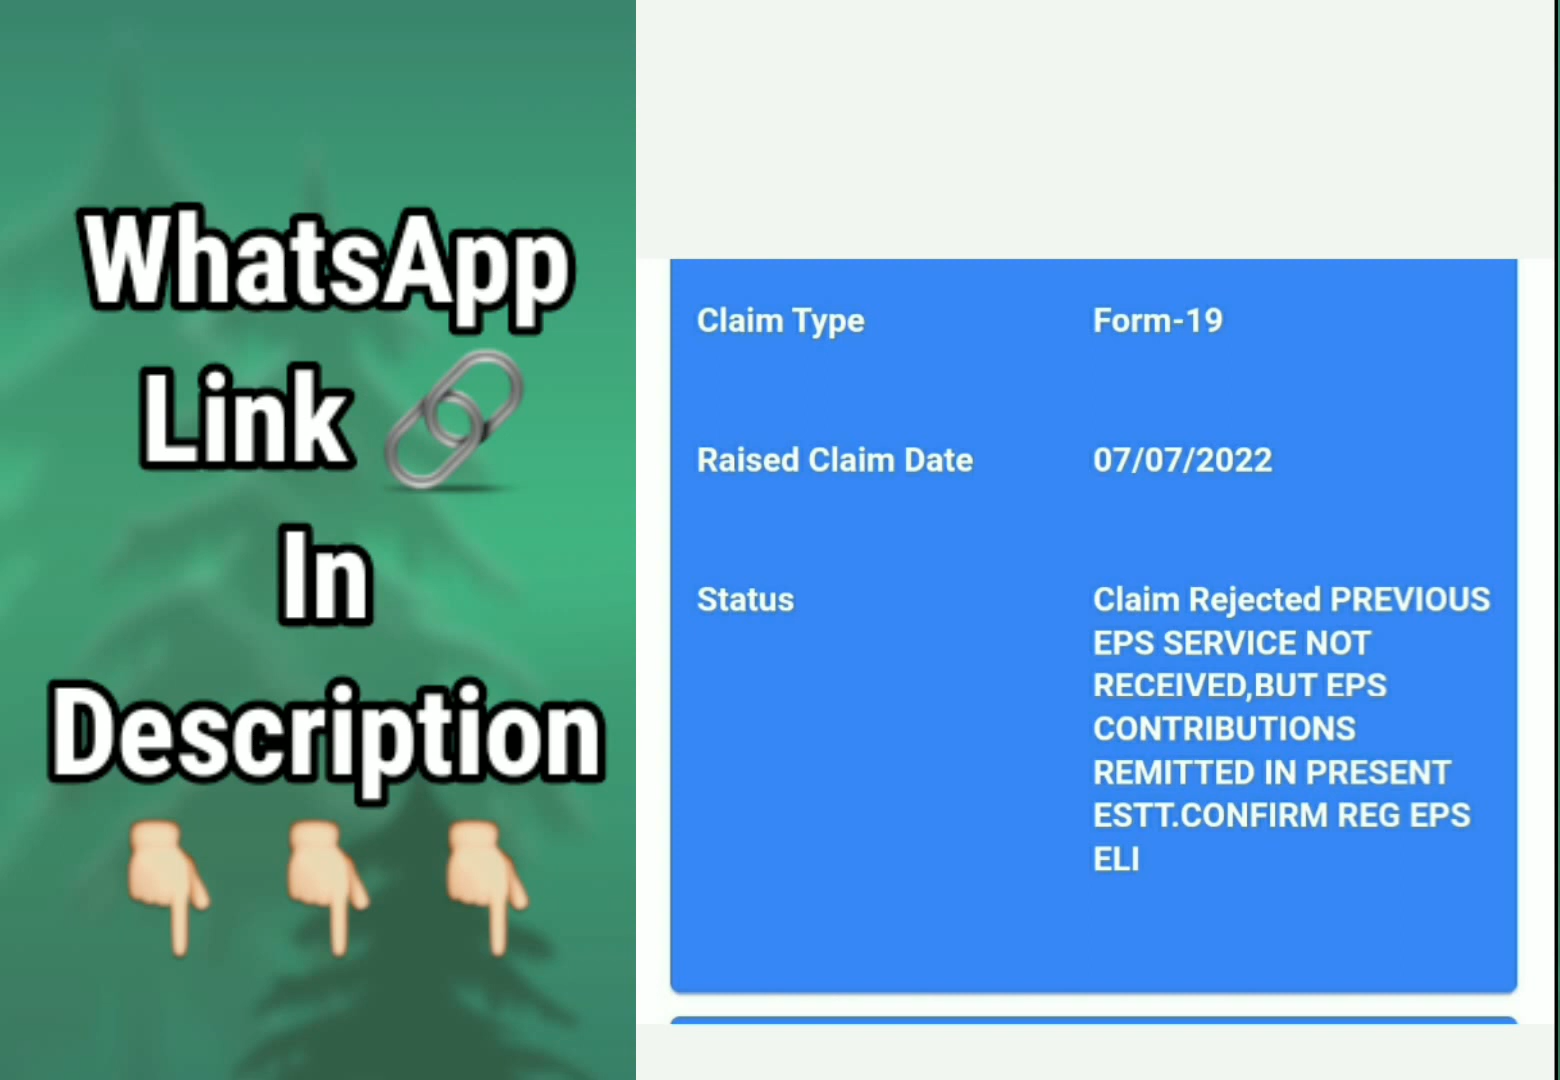 WhatsApp
Link
In
Description
Claim Type Form-19
Raised Claim Date 07/07/2022
Status Claim Rejected PREVIOUS
EPS SERVICE NOT
RECEIVED,BUT EPS
CONTRIBUTIONS
REMITTED IN PRESENT
ESTT.CONFIRM REG EPS
ELI